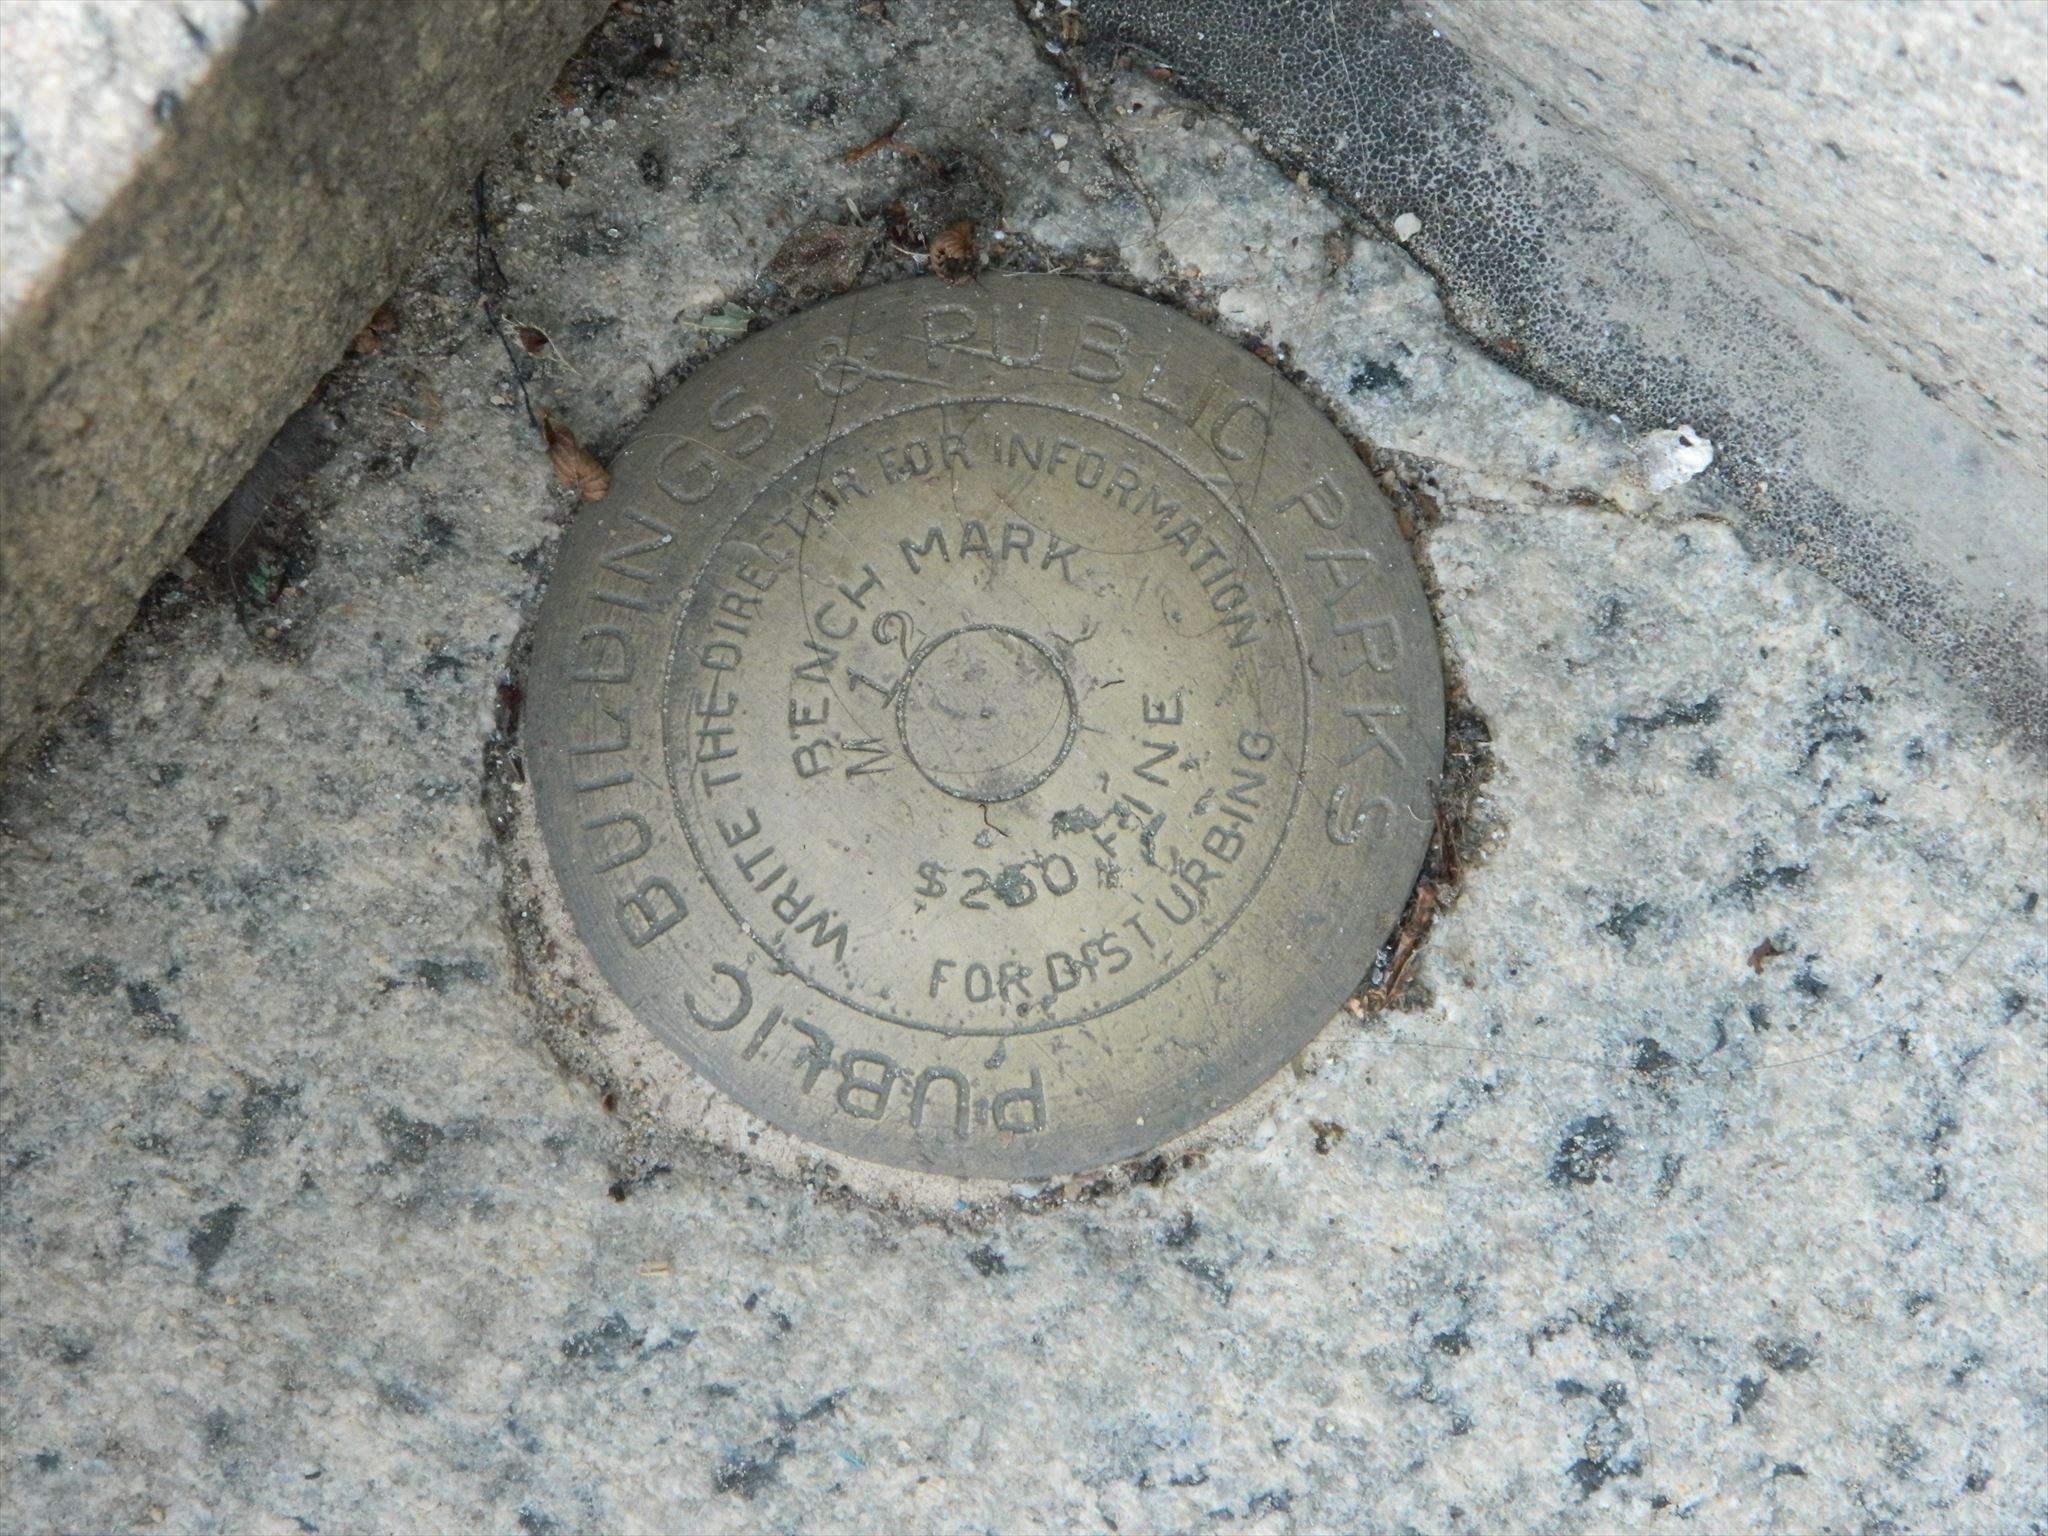 PUBLIC BUILDINGS & PUBLIC PARKS
WRITE THE DIRECTOR FOR INFORMATION
BENCH MARK
M 12
$250 FINE
FOR DISTURBING